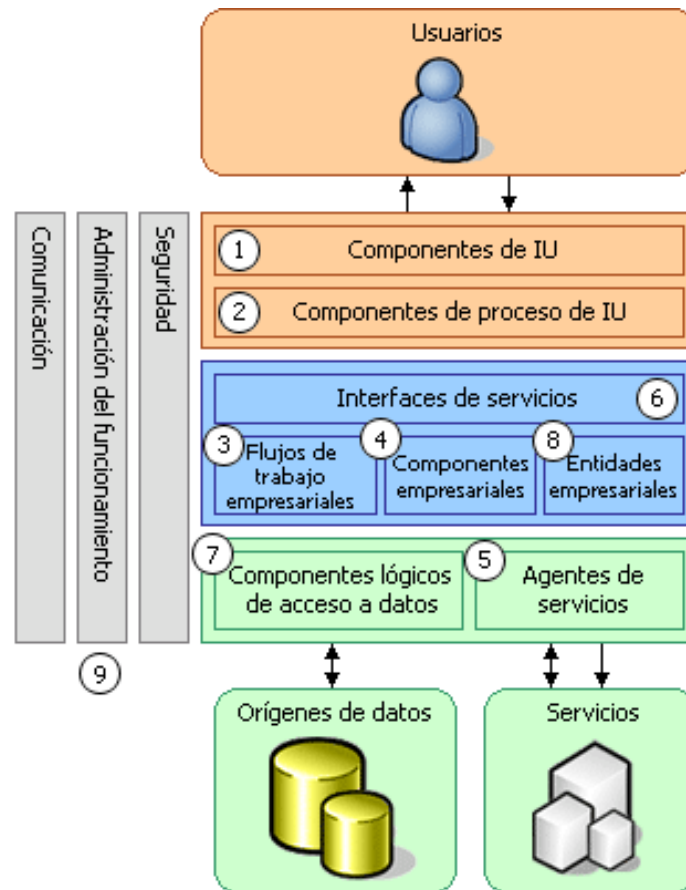 Usuarios
Comunicación
Administración del funcionamiento
Seguridad
1
Componentes de IU
2
Componentes de proceso de IU
Interfaces de servicios
6
3
Flujos de
trabajo
empresariales
4
Componentes
empresariales
8
Entidades
empresariales
7
Componentes lógicos
de acceso a datos
5
Agentes de
servicios
9
Orígenes de datos
Servicios